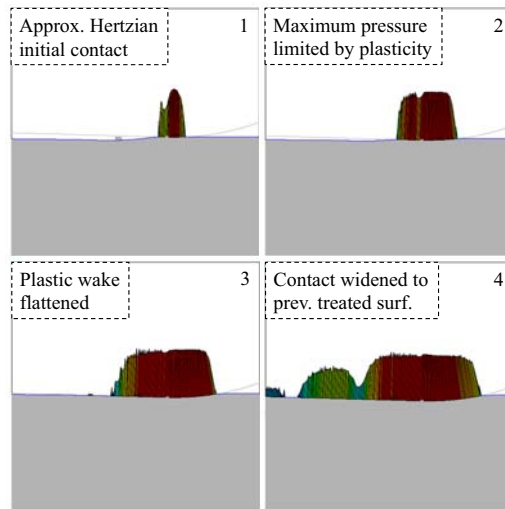 Approx. Hertzian
initial contact
1
Maximum pressure
limited by plasticity
2
Plastic wake
flattened
3
Contact widened to
prev. treated surf.
4